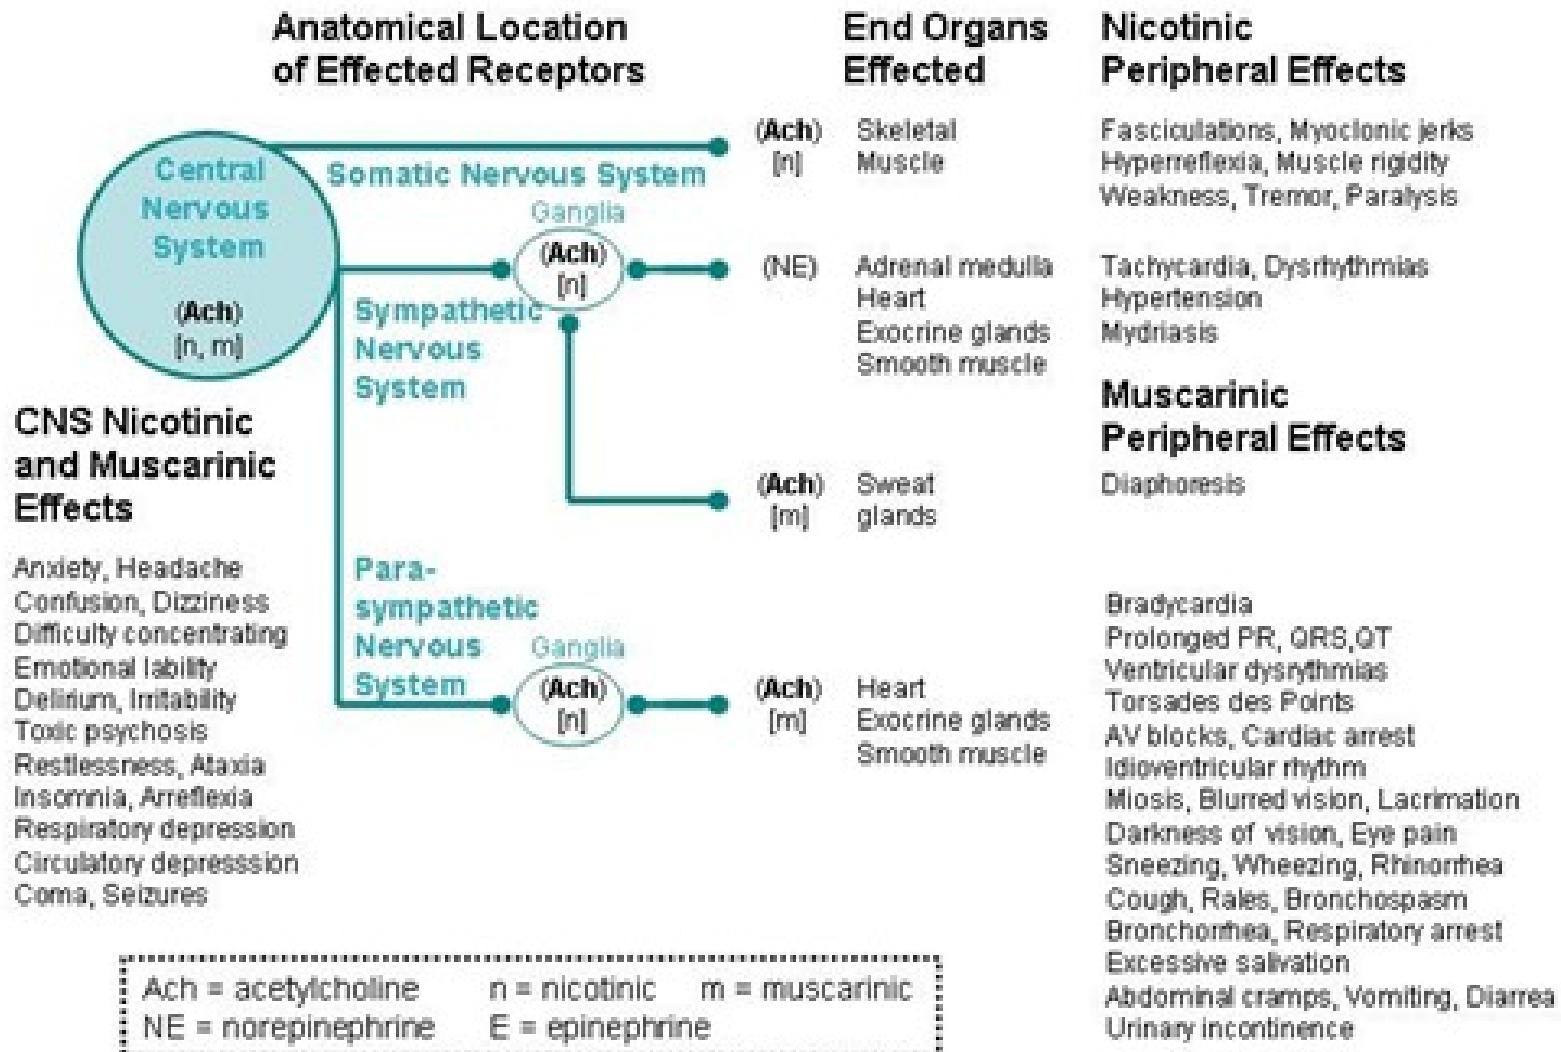 Anatomical Location
of Effected Receptors
End Organs
Effected
Nicotinic
Peripheral Effects
Central
Nervous
System
(Ach)
[n, m]
Somatic Nervous System
(Ach)
[n]
Skeletal
Muscle
Fasciculations, Myoclonic jerks
Hyperreflexia, Muscle rigidity
Weakness, Tremor, Paralysis
Ganglia
(Ach)
[n]
Sympathetic
Nervous
System
(NE)
Adrenal medulla
Heart
Exocrine glands
Smooth muscle
Tachycardia, Dysrhythmias
Hypertension
Mydriasis
Muscarinic
Peripheral Effects
(Ach)
[m]
Sweat
glands
Diaphoresis
CNS Nicotinic
and Muscarinic
Effects
Anxiety, Headache
Confusion, Dizziness
Difficulty concentrating
Emotional lability
Delirium, Irritability
Toxic psychosis
Restlessness, Ataxia
Insomnia, Arreflexia
Respiratory depression
Circulatory depresssion
Coma, Seizures
Para-
sympathetic
Nervous
System
Ganglia
(Ach)
[n]
(Ach)
[m]
Heart
Exocrine glands
Smooth muscle
Bradycardia
Prolonged PR, QRS,QT
Ventricular dysrythmias
Torsades des Points
AV blocks, Cardiac arrest
Idioventricular rhythm
Miosis, Blurred vision, Lacrimation
Darkness of vision, Eye pain
Sneezing, Wheezing, Rhinorrhea
Cough, Rales, Bronchospasm
Bronchorrhea, Respiratory arrest
Excessive salivation
Abdominal cramps, Vomiting, Diarrea
Urinary incontinence
Ach = acetylcholine n = nicotinic m = muscarinic
NE = norepinephrine E = epinephrine